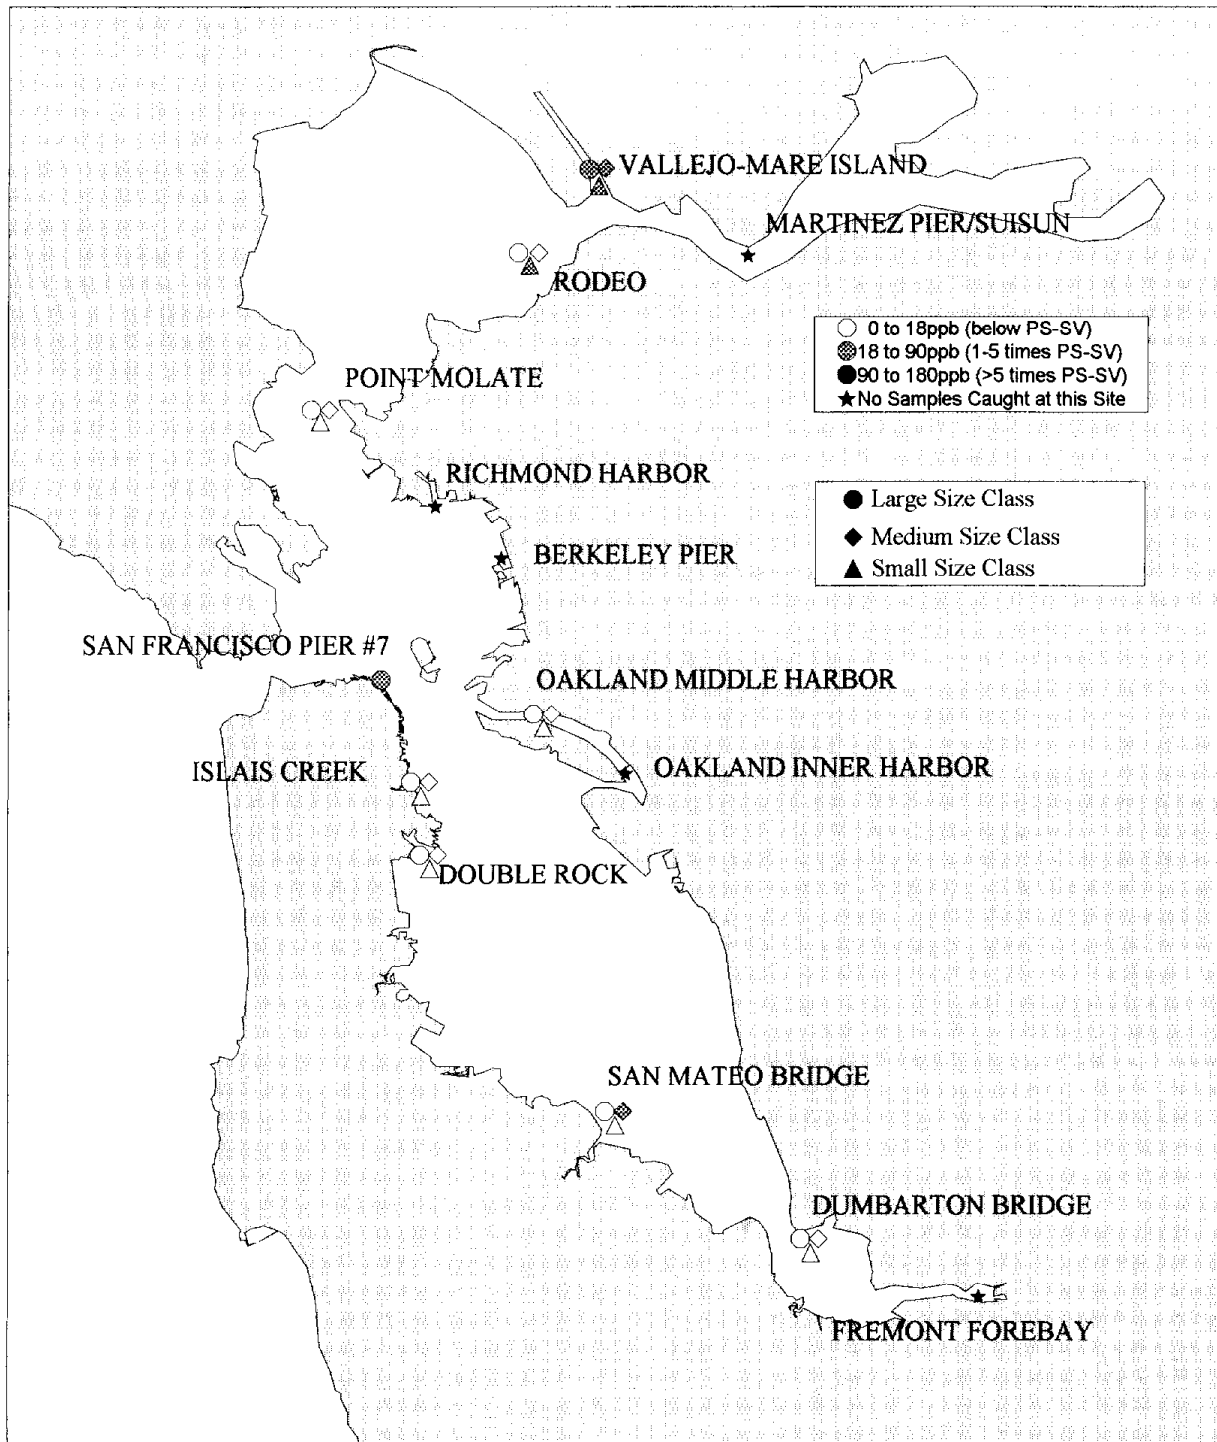 VALLEJO-MARE ISLAND
MARTINEZ PIER/SUISUN
RODEO
0 to 18ppb (below PS-SV)
18 to 90ppb (1-5 times PS-SV)
90 to 180ppb (>5 times PS-SV)
No Samples Caught at this Site
POINT MOLATE
RICHMOND HARBOR
Large Size Class
Medium Size Class
Small Size Class
BERKELEY PIER
SAN FRANCISCO PIER #7
OAKLAND MIDDLE HARBOR
ISLAIS CREEK
OAKLAND INNER HARBOR
DOUBLE ROCK
SAN MATEO BRIDGE
DUMBARTON BRIDGE
FREMONT FOREBAY